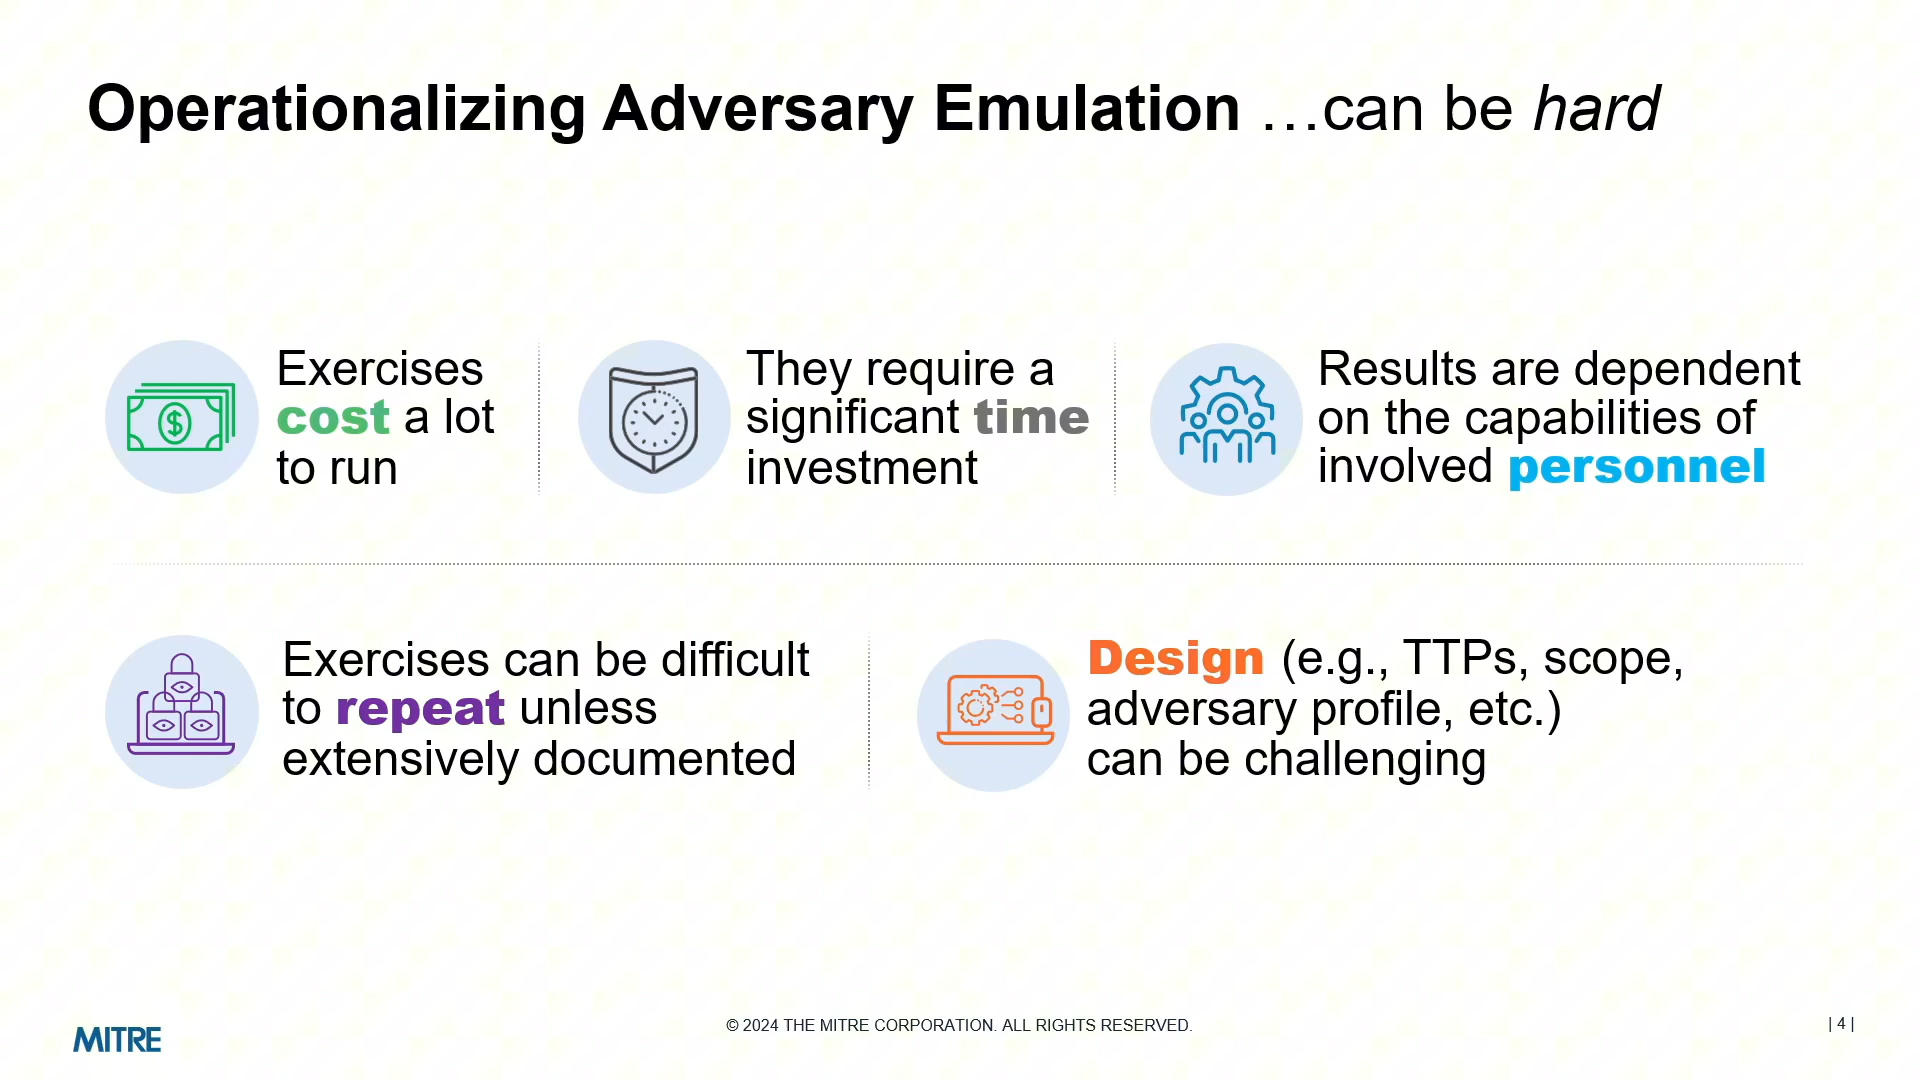 Operationalizing Adversary Emulation …can be hard
Exercises
cost a lot
to run
They require a
significant time
investment
Results are dependent
on the capabilities of
involved personnel
Exercises can be difficult
to repeat unless
extensively documented
Design (e.g., TTPs, scope,
adversary profile, etc.)
can be challenging
MITRE
© 2024 THE MITRE CORPORATION. ALL RIGHTS RESERVED.
| 4 |